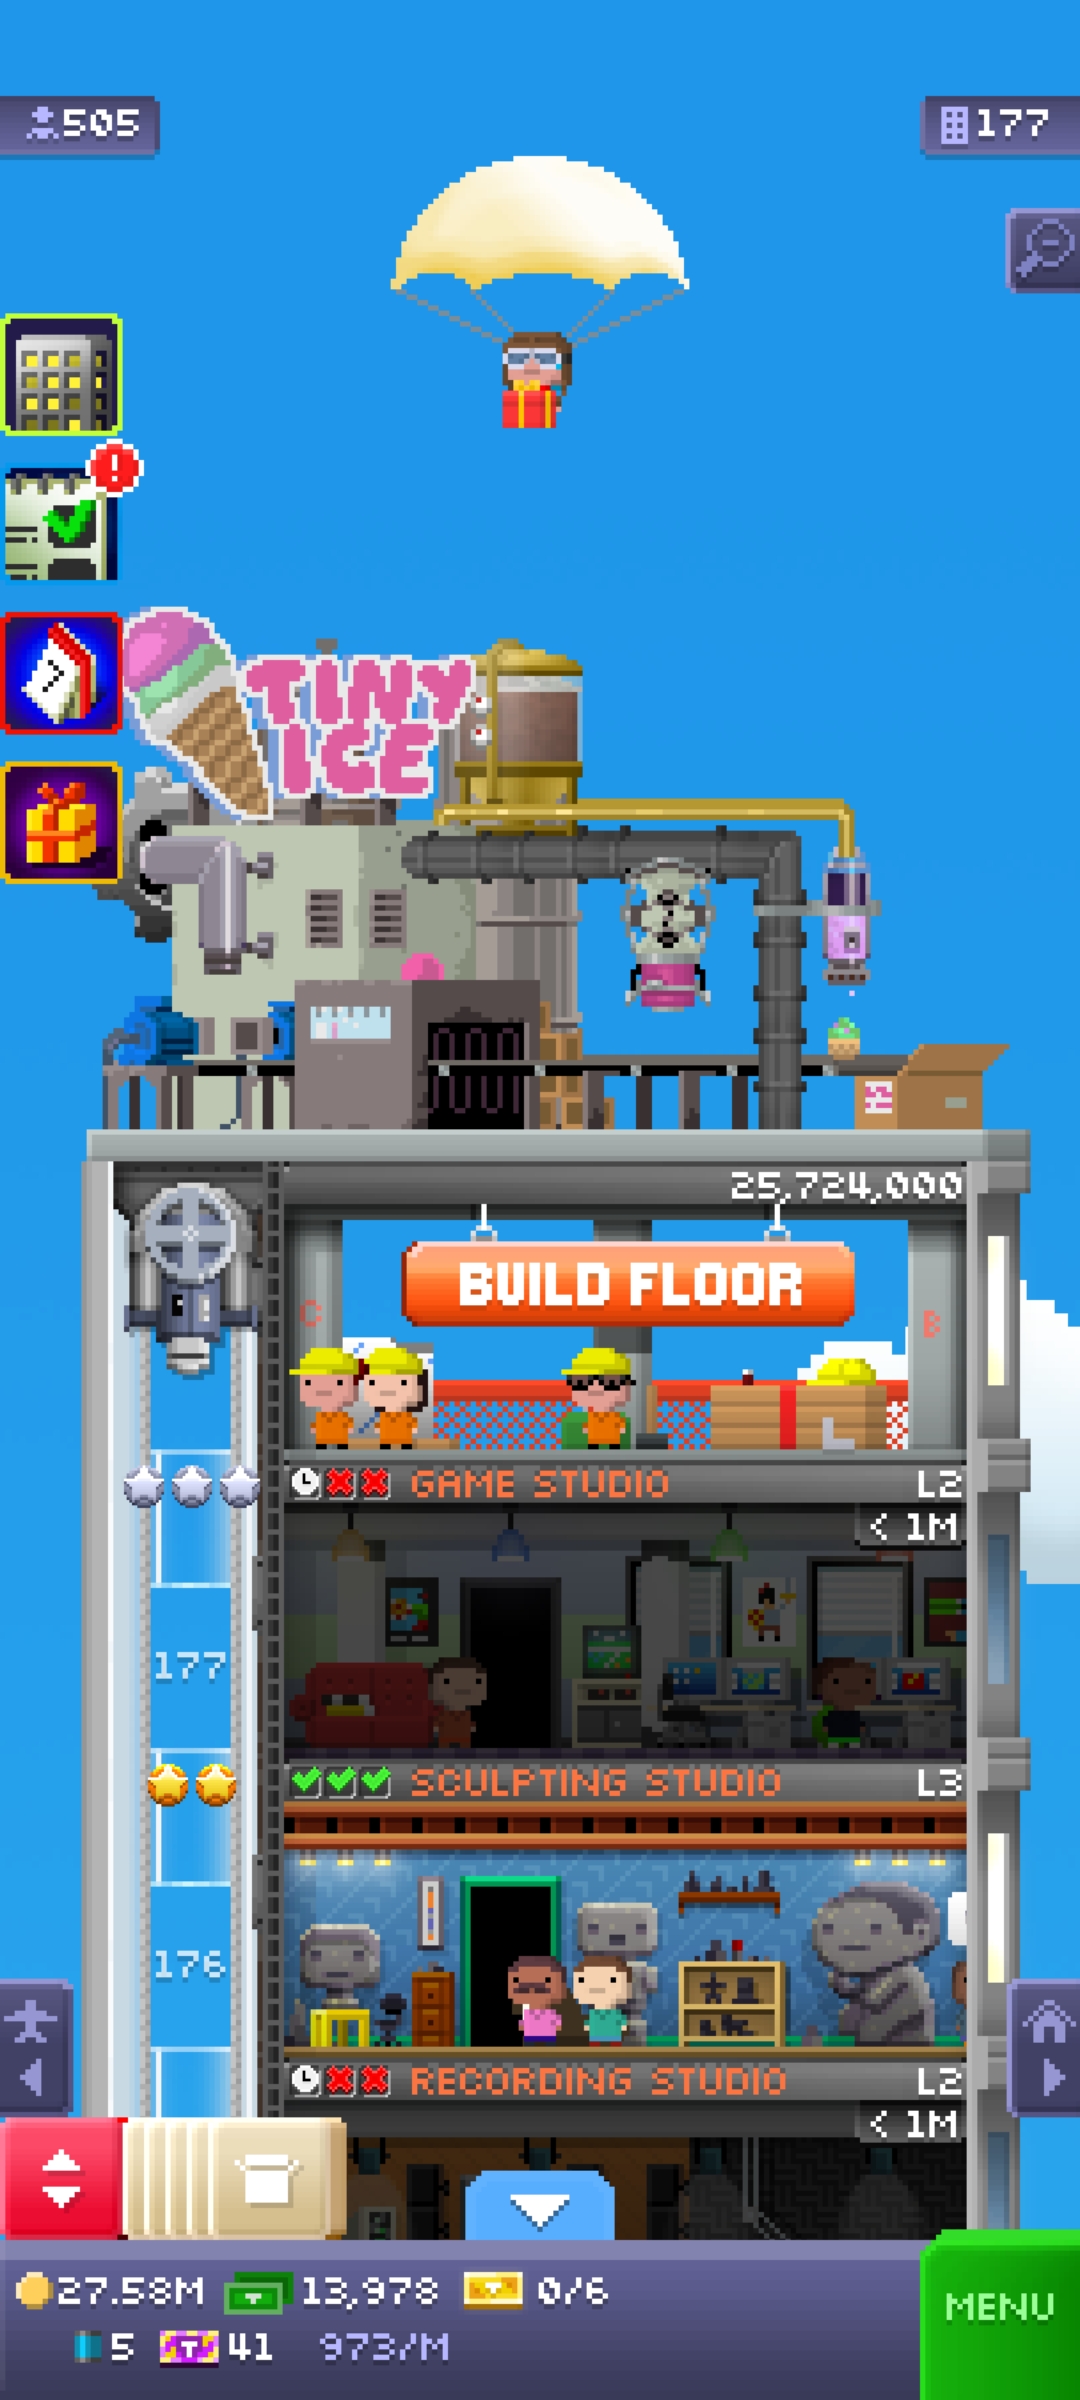 505
177
TINY
ICE
25,724,000
BUILD FLOOR
C
B
GAME STUDIO
L2
< 1M
177
SCULPTING STUDIO
L3
176
RECORDING STUDIO
L2
< 1M
27.58M
13,978
0/6
MENU
5
T
41
973/M